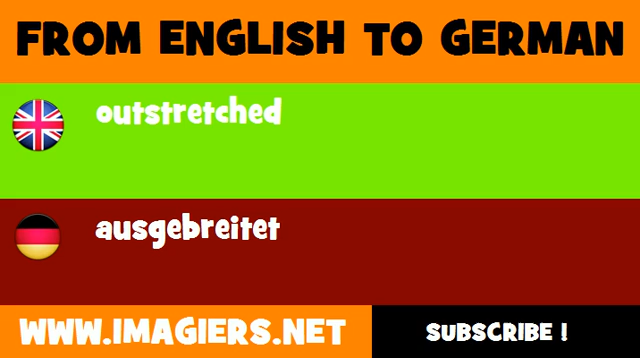 FROM ENGLISH TO GERMAN
outstretched
ausgebreitet
WWW.IMAGIERS.NET
SUBSCRIBE !